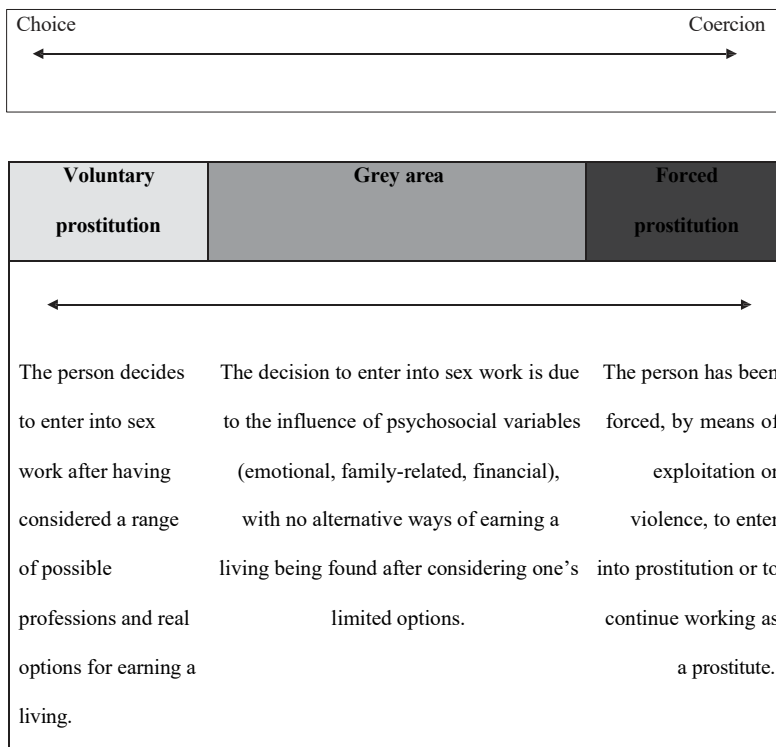 Choice Coercion
Voluntary
prostitution
Grey area
Forced
prostitution
The person decides
to enter into sex
work after having
considered a range
of possible
professions and real
options for earning a
living.
The decision to enter into sex work is due
to the influence of psychosocial variables
(emotional, family-related, financial),
with no alternative ways of earning a
living being found after considering one’s
limited options.
The person has been
forced, by means of
exploitation or
violence, to enter
into prostitution or to
continue working as
a prostitute.